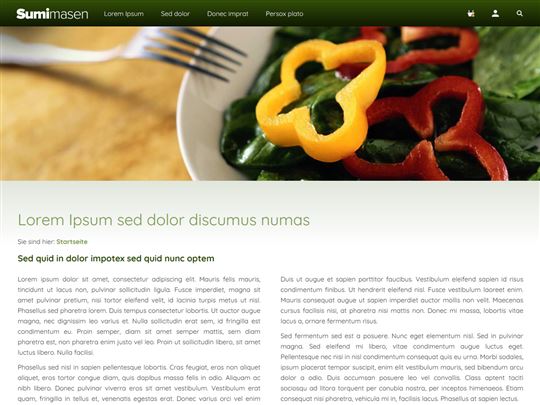 Sumimasen
Lorem Ipsum
Sed dolor
Donec imprat
Persox plato
Lorem Ipsum sed dolor discumus numas
Sie sind hier: Startseite
Sed quid in dolor impotex sed quid nunc optem
Lorem ipsum dolor sit amet, consectetur adipiscing elit. Mauris felis mauris,
tincidunt ut lacus non, pulvinar sollicitudin ligula. Fusce imperdiet, magna sit
amet pulvinar pretium, nisi tortor eleifend velit, id lacinia turpis metus ut nisl.
Phasellus sed pharetra lorem. Duis tempus consectetur lobortis. Ut auctor augue
magna, nec dignissim leo varius et. Nulla sollicitudin erat sem, id fringilla est
condimentum eu. Proin semper, diam sit amet semper mattis, sem diam
pharetra est, non pharetra enim justo vel leo. Proin ut sollicitudin libero, sit amet
luctus libero. Nulla facilisi.
Phasellus sed nisl in sapien pellentesque lobortis. Cras feugiat, eros non aliquet
aliquet, eros tortor congue diam, quis dapibus massa felis in odio. Aliquam ac
nibh libero. Donec pulvinar viverra eros eu vestibulum. Vestibulum erat quam,
fringilla in tellus et, venenatis egestas dolor. Curabitur vel enim enim
Duis ut augue et sapien porttitor faucibus. Vestibulum eleifend sapien id risus
condimentum finibus. Ut hendrerit eleifend nisl. Fusce vestibulum laoreet enim.
Mauris consequat augue ut sapien imperdiet auctor mollis non velit. Maecenas
cursus facilisis nisi, at pharetra nisi mattis non. Donec mi massa, lobortis vitae
lacus a, ornare fermentum risus.
Sed fermentum sed est a posuere. Nunc eget elementum nisl. Sed in pulvinar
magna. Sed eleifend mi libero, vitae condimentum augue luctus eget.
Pellentesque nec nisi in nisl condimentum consequat quis eu urna. Morbi sodales,
ipsum placerat tempor suscipit, enim elit vestibulum sem, sed bibendum arcu
dolor a odio. Duis accumsan posuere leo vel convallis. Class aptent taciti
sociosqu ad litora torquent per conubia nostra, per inceptos himenaeos. Etiam
consequat nisi pharetra, vehicula mi in, facilisis lacus. Phasellus at sapien lectus.